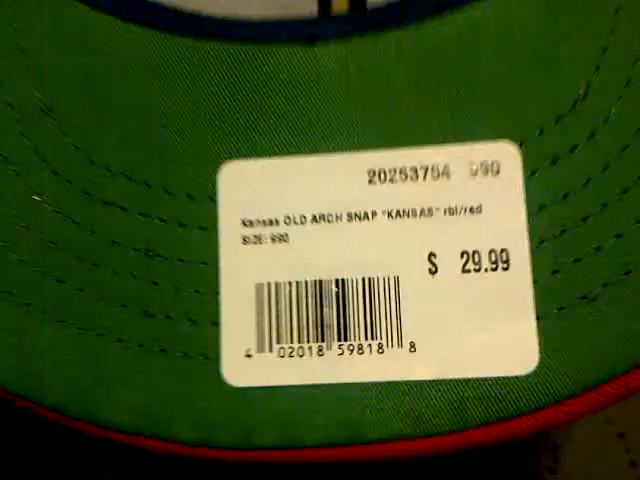 20253754 990
Kansas OLD ARCH SNAP "KANSAS" rbl/red
SIZE: 990
$ 29.99
4 02018 59818 8